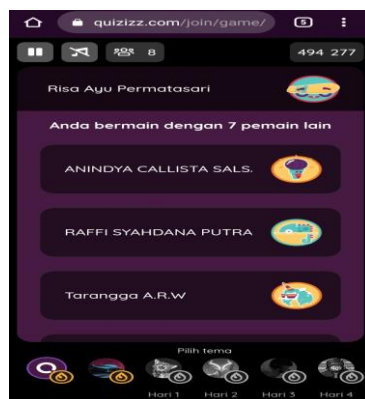 quizizz.com/join/game/
5
8
494 277
Risa Ayu Permatasari
Anda bermain dengan 7 pemain lain
ANINDYA CALLISTA SALS.
RAFFI SYAHDANA PUTRA
Tarangga A.R.W
Pilih tema
Hari 1 Hari 2 Hari 3 Hari 4